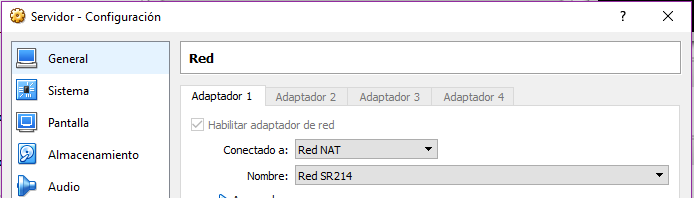 Servidor - Configuración
General
Sistema
Pantalla
Almacenamiento
Audio
Red
Adaptador 1 Adaptador 2 Adaptador 3 Adaptador 4
Habilitar adaptador de red
Conectado a: Red NAT
Nombre: Red SR214